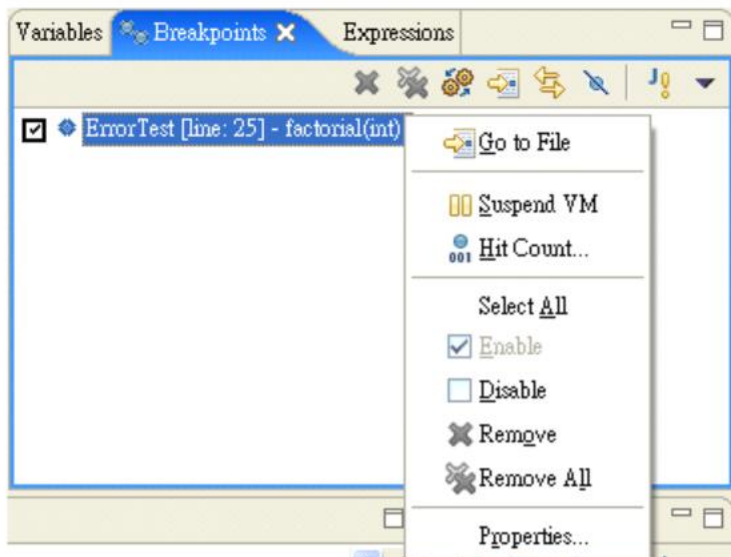 Variables Breakpoints Expressions
J
ErrorTest [line: 25] - factorial(int)
Go to File
Suspend VM
001 Hit Count...
Select All
Enable
Disable
Remove
Remove All
Properties...